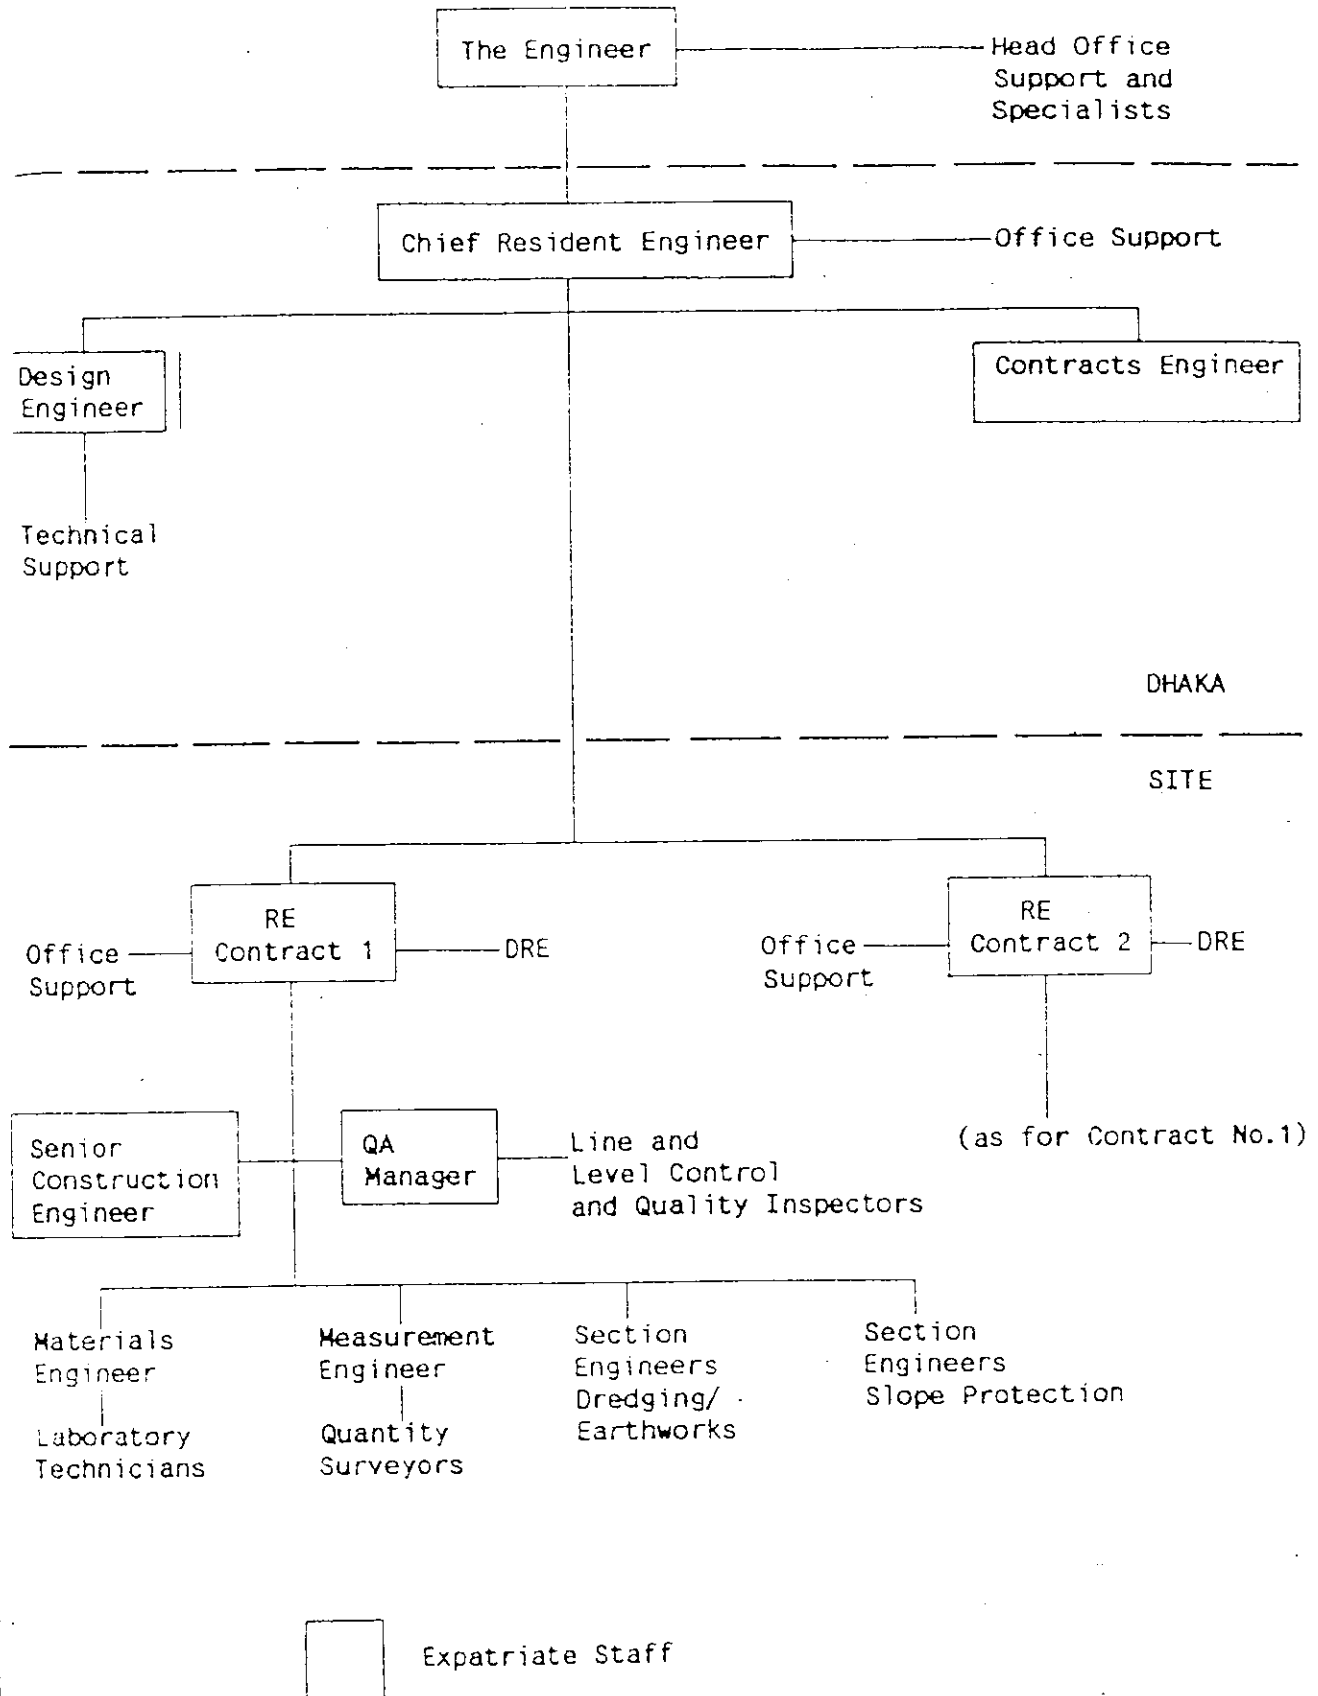 The Engineer
Head Office
Support and
Specialists
Chief Resident Engineer
Office Support
Design
Engineer
Contracts Engineer
Technical
Support
DHAKA
SITE
RE
Contract 1
Office
Support
DRE
RE
Contract 2
Office
Support
DRE
Senior
Construction
Engineer
QA
Manager
Line and
Level Control
and Quality Inspectors
(as for Contract No.1)
Materials
Engineer
Laboratory
Technicians
Measurement
Engineer
Quantity
Surveyors
Section
Engineers
Dredging/
Earthworks
Section
Engineers
Slope Protection
Expatriate Staff